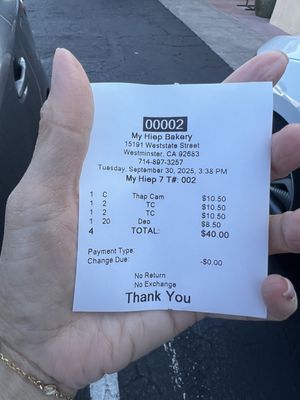 00002
My Hiep Bakery
15191 Weststate Street
Westminster, CA 92683
714-897-3257
Tuesday, September 30, 2025, 3:38 PM
My Hiep 7 T#: 002
1 C Thap Cam $10.50
1 2 TC $10.50
1 2 TC $10.50
1 20 Deo $8.50
4 TOTAL: $40.00
Payment Type:
Change Due: -$0.00
No Return
No Exchange
Thank You